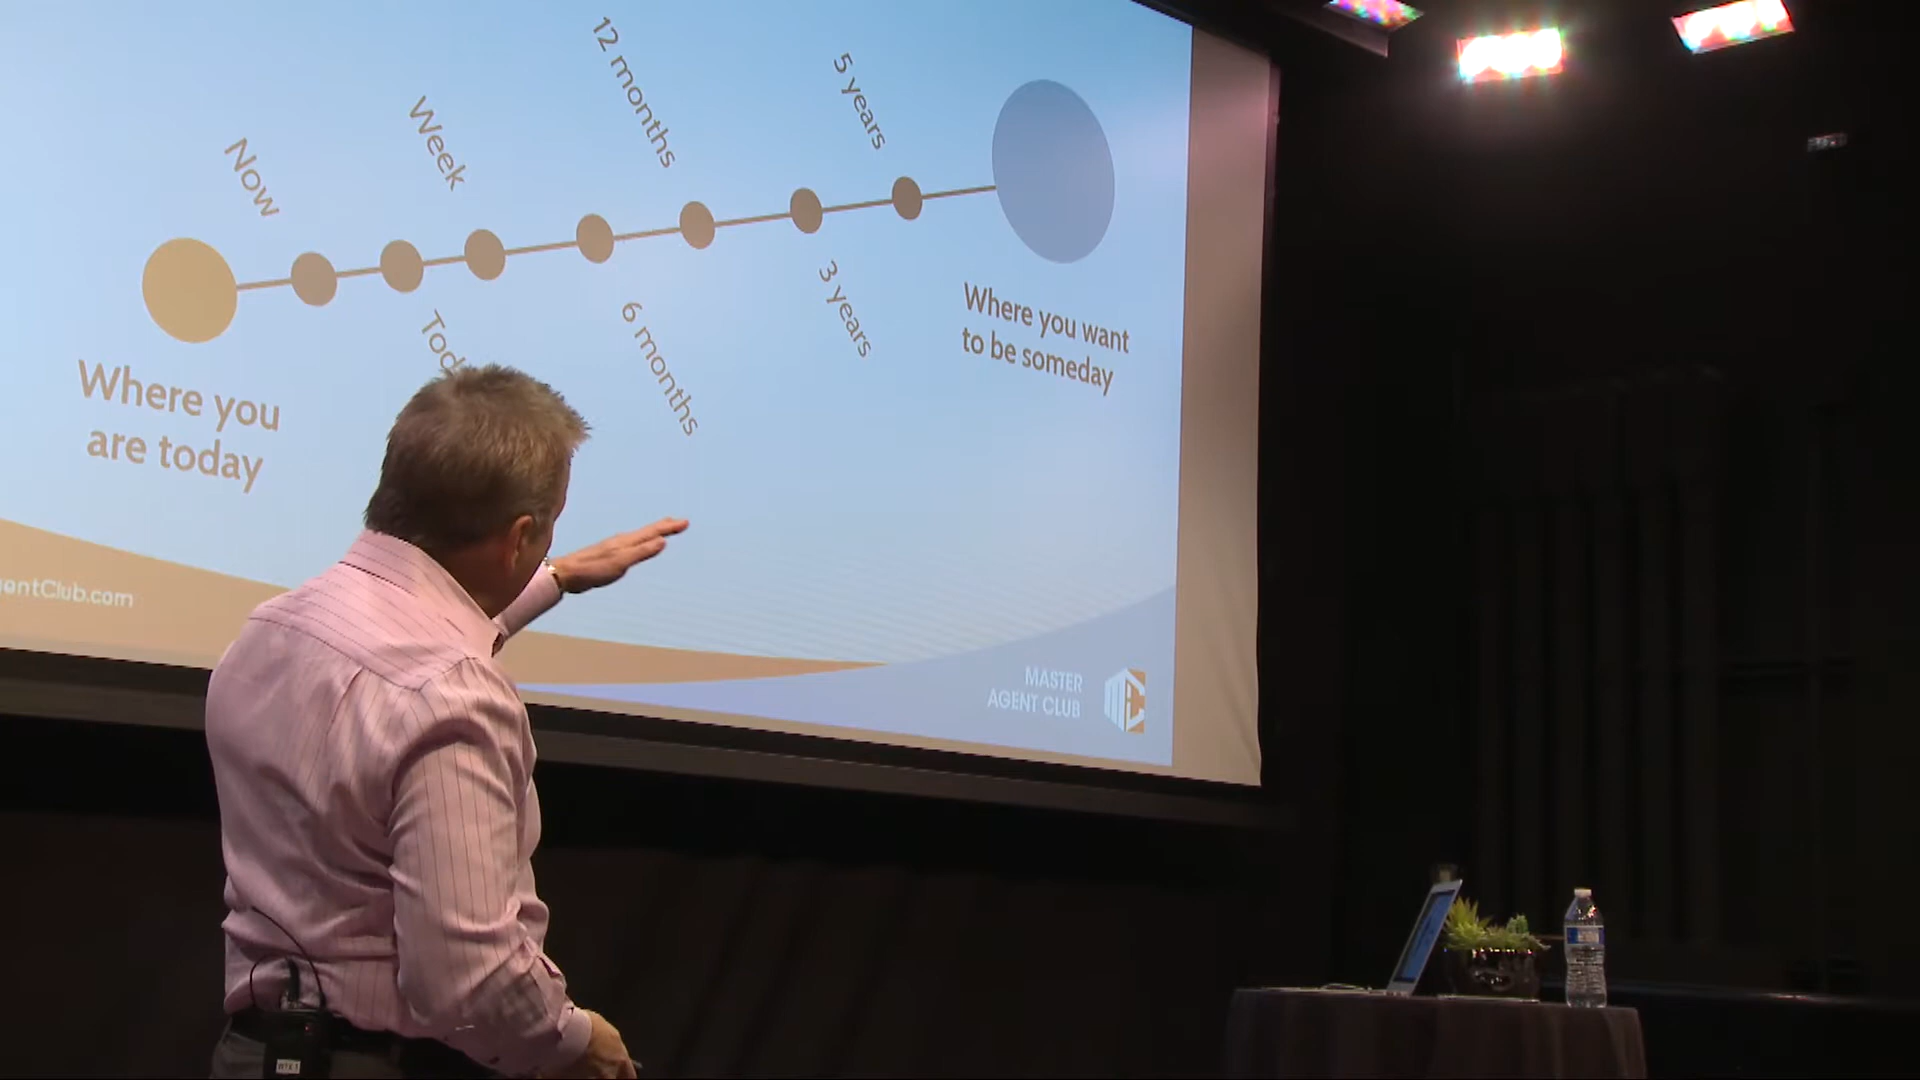 12 months
5 years
Week
Now
3 years
6 months
Where you want
to be someday
Where you
are today
MASTER
AGENT CLUB